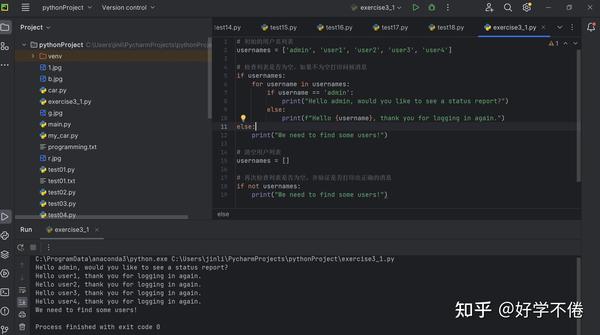 pythonProject
Version control
exercise3_1
Project
test14.py
test15.py
test16.py
test17.py
test18.py
exercise3_1.py
pythonProject C:\Users\jinli\PycharmProjects\pythonPro
venv
1.jpg
b.jpg
car.py
exercise3_1.py
g.jpg
main.py
my_car.py
programming.txt
r.jpg
test01.py
test01.txt
test02.py
test03.py
test04.py
1
1
2
3
4
5
6
7
8
9
10
11
12
13
14
15
16
17
18
19
# 初始的用户名列表
usernames = ['admin', 'user1', 'user2', 'user3', 'user4']
# 检查列表是否为空，如果不为空打印问候消息
if usernames:
for username in usernames:
if username == 'admin':
print("Hello admin, would you like to see a status report?")
else:
print(f"Hello {username}, thank you for logging in again.")
else:
print("We need to find some users!")
# 清空用户列表
usernames = []
# 再次检查列表是否为空，并验证是否打印出正确的消息
if not usernames:
print("We need to find some users!")
else
Run
exercise3_1
C:\ProgramData\anaconda3\python.exe C:\Users\jinli\PycharmProjects\pythonProject\exercise3_1.py
Hello admin, would you like to see a status report?
Hello user1, thank you for logging in again.
Hello user2, thank you for logging in again.
Hello user3, thank you for logging in again.
Hello user4, thank you for logging in again.
We need to find some users!
Process finished with exit code 0
知乎 @好学不倦